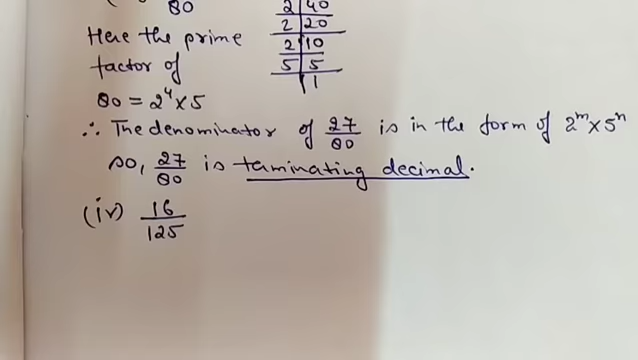 80
2 | 40
2 | 20
Here the prime
2 | 10
factor of
5 | 5
1
80 = 2⁴ × 5
∴ The denominator of 27/80 is in the form of 2ᵐ × 5ⁿ
so, 27/80 is taminating decimal.
(iv) 16/125